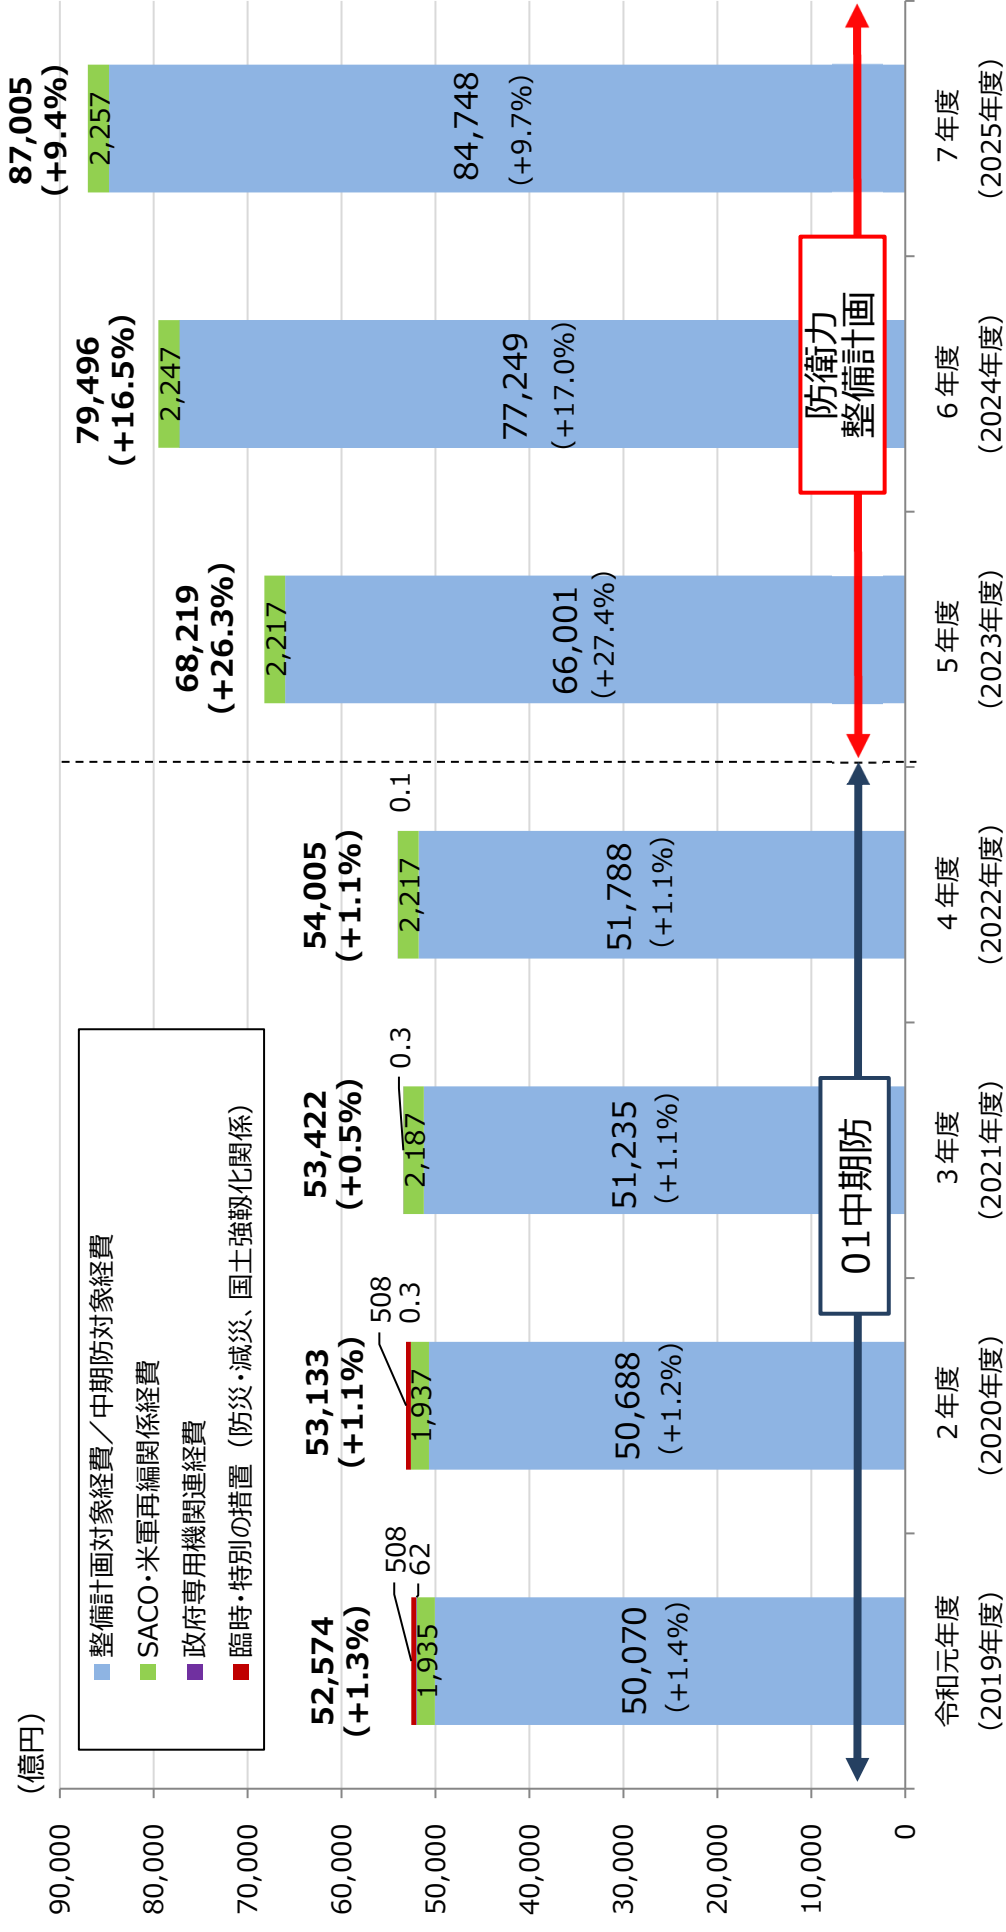 (億円)
90,000
80,000
70,000
60,000
50,000
40,000
30,000
20,000
10,000
0
整備計画対象経費／中期防対象経費
SACO・米軍再編関係経費
政府専用機関連経費
臨時・特別の措置（防災・減災、国土強靱化関係）
52,574
(+1.3%)
508
62
1,935
50,070
(+1.4%)
53,133
(+1.1%)
508
0.3
1,937
50,688
(+1.2%)
53,422
(+0.5%)
0.3
2,187
51,235
(+1.1%)
54,005
(+1.1%)
0.1
2,217
51,788
(+1.1%)
68,219
(+26.3%)
2,217
66,001
(+27.4%)
79,496
(+16.5%)
2,247
77,249
(+17.0%)
87,005
(+9.4%)
2,257
84,748
(+9.7%)
01中期防
防衛力
整備計画
令和元年度
(2019年度)
２年度
(2020年度)
３年度
(2021年度)
４年度
(2022年度)
５年度
(2023年度)
６年度
(2024年度)
７年度
(2025年度)